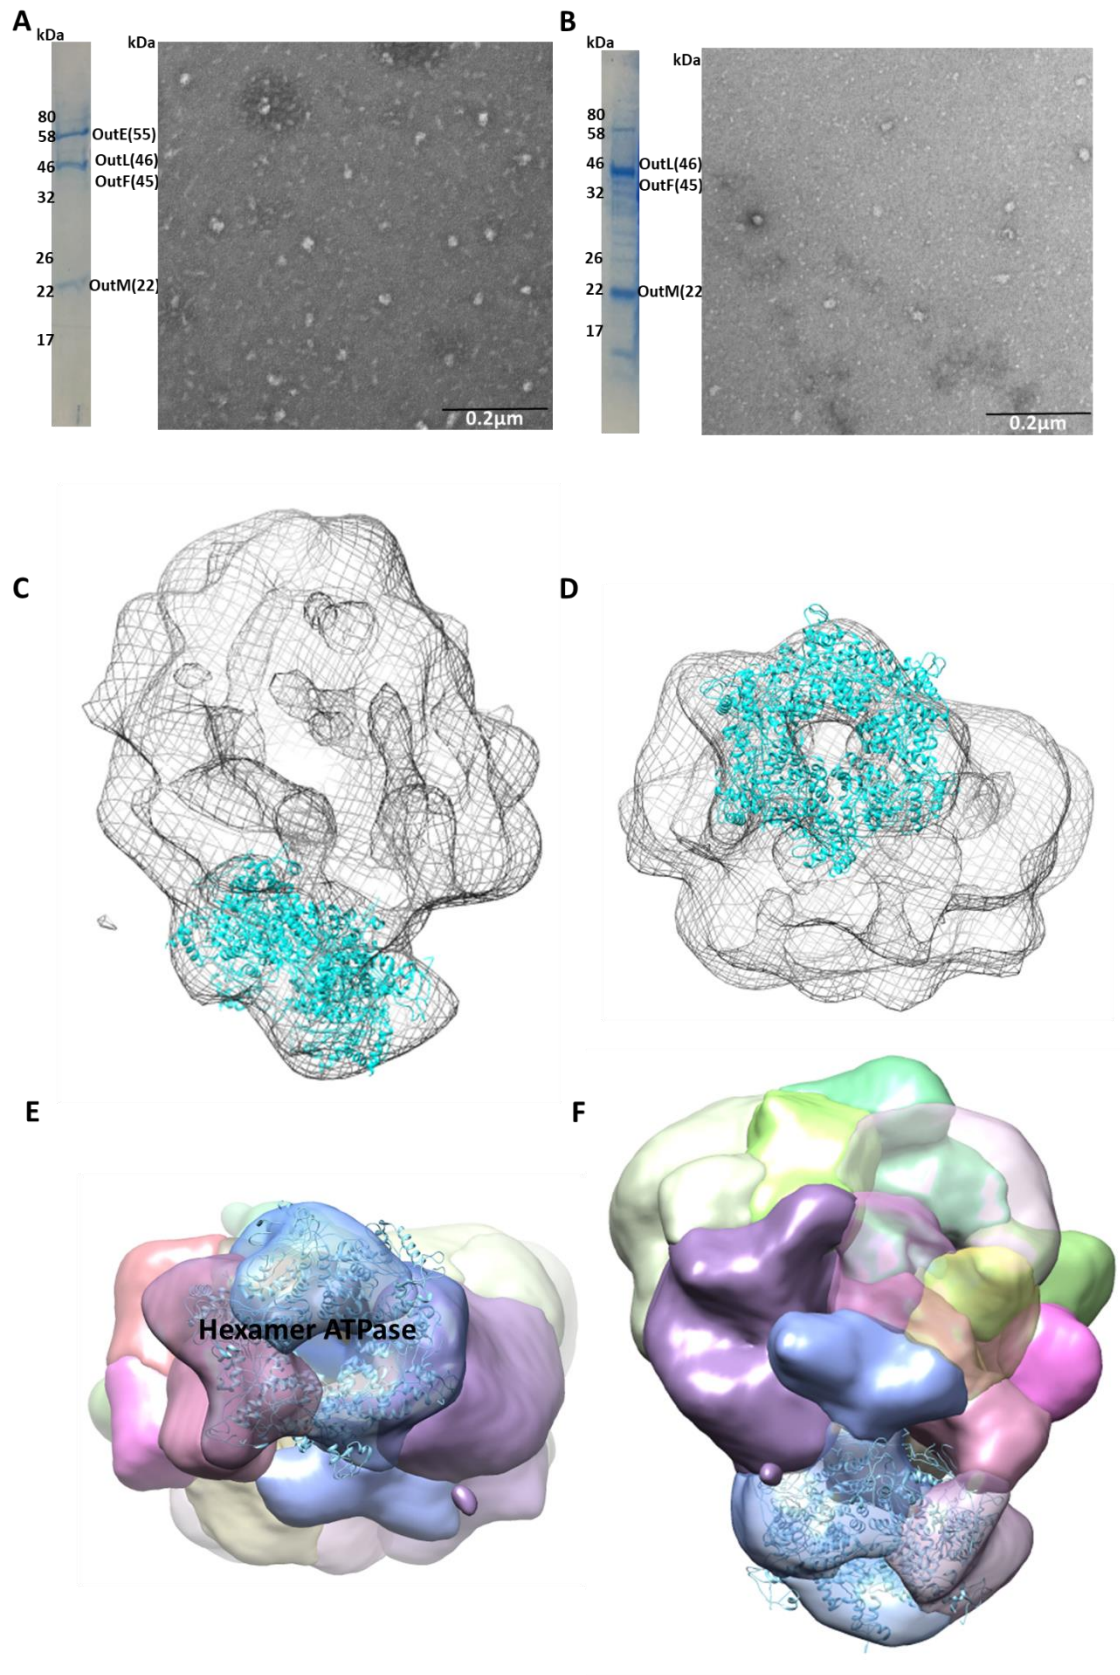 A
kDa
kDa
80
58
46
32
26
22
17
OutE(55)
OutL(46)
OutF(45)
OutM(22)
0.2µm
B
kDa
kDa
80
58
46
32
26
22
17
OutL(46)
OutF(45)
OutM(22
0.2µm
C
D
E
F
Hexamer ATPase